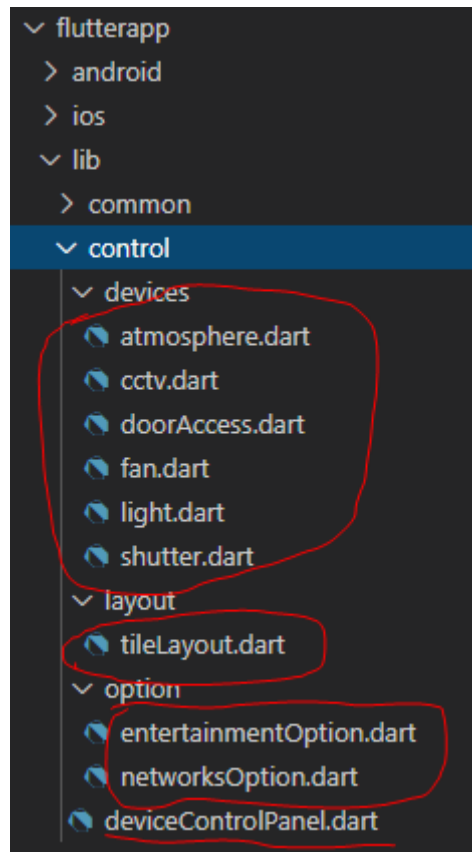 flutterapp
android
ios
lib
common
control
devices
atmosphere.dart
cctv.dart
doorAccess.dart
fan.dart
light.dart
shutter.dart
layout
tileLayout.dart
option
entertainmentOption.dart
networksOption.dart
deviceControlPanel.dart